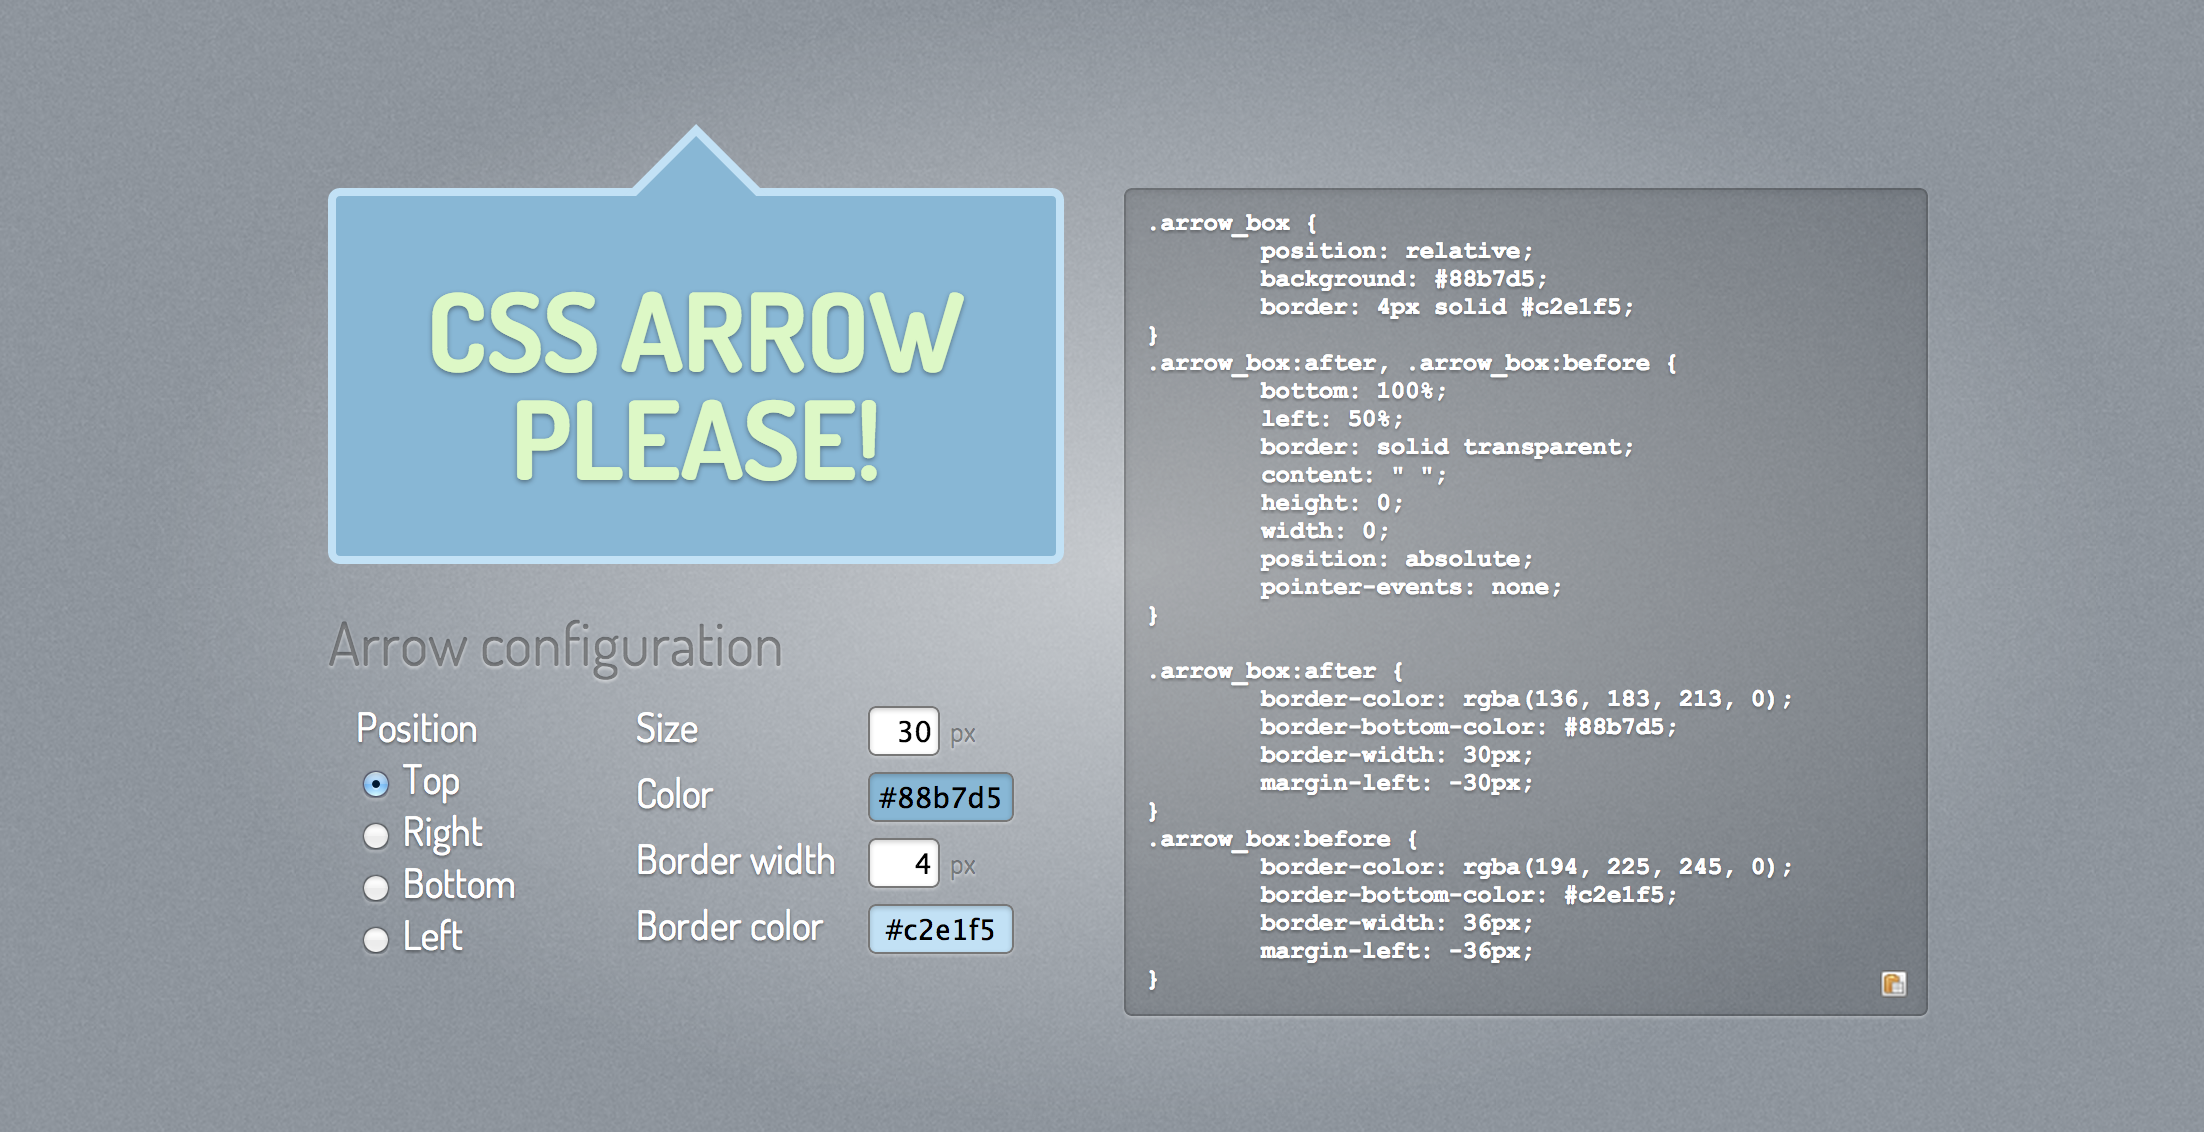 CSS ARROW
PLEASE!
Arrow configuration
Position
Top
Right
Bottom
Left
Size 30 px
Color #88b7d5
Border width 4 px
Border color #c2e1f5
.arrow_box {
	position: relative;
	background: #88b7d5;
	border: 4px solid #c2e1f5;
}
.arrow_box:after, .arrow_box:before {
	bottom: 100%;
	left: 50%;
	border: solid transparent;
	content: " ";
	height: 0;
	width: 0;
	position: absolute;
	pointer-events: none;
}

.arrow_box:after {
	border-color: rgba(136, 183, 213, 0);
	border-bottom-color: #88b7d5;
	border-width: 30px;
	margin-left: -30px;
}
.arrow_box:before {
	border-color: rgba(194, 225, 245, 0);
	border-bottom-color: #c2e1f5;
	border-width: 36px;
	margin-left: -36px;
}